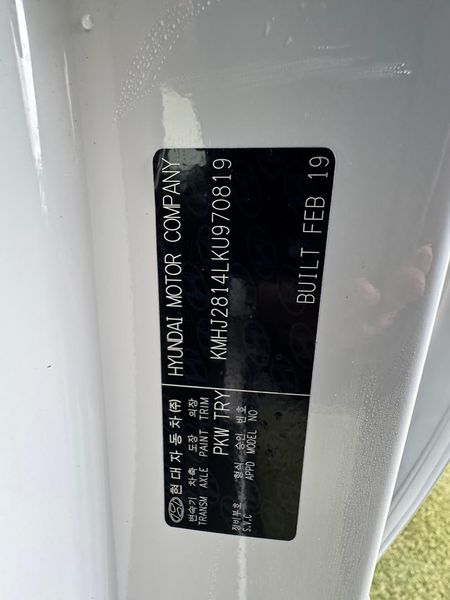 현대자동차(주) HYUNDAI MOTOR COMPANY
변속기 차축 도장 의장
TRANSM AXLE PAINT TRIM
PKW TRY KMHJ2814LKU970819
정비부호 형식 승인 번호
S.V.C APPD MODEL NO
BUILT FEB 19